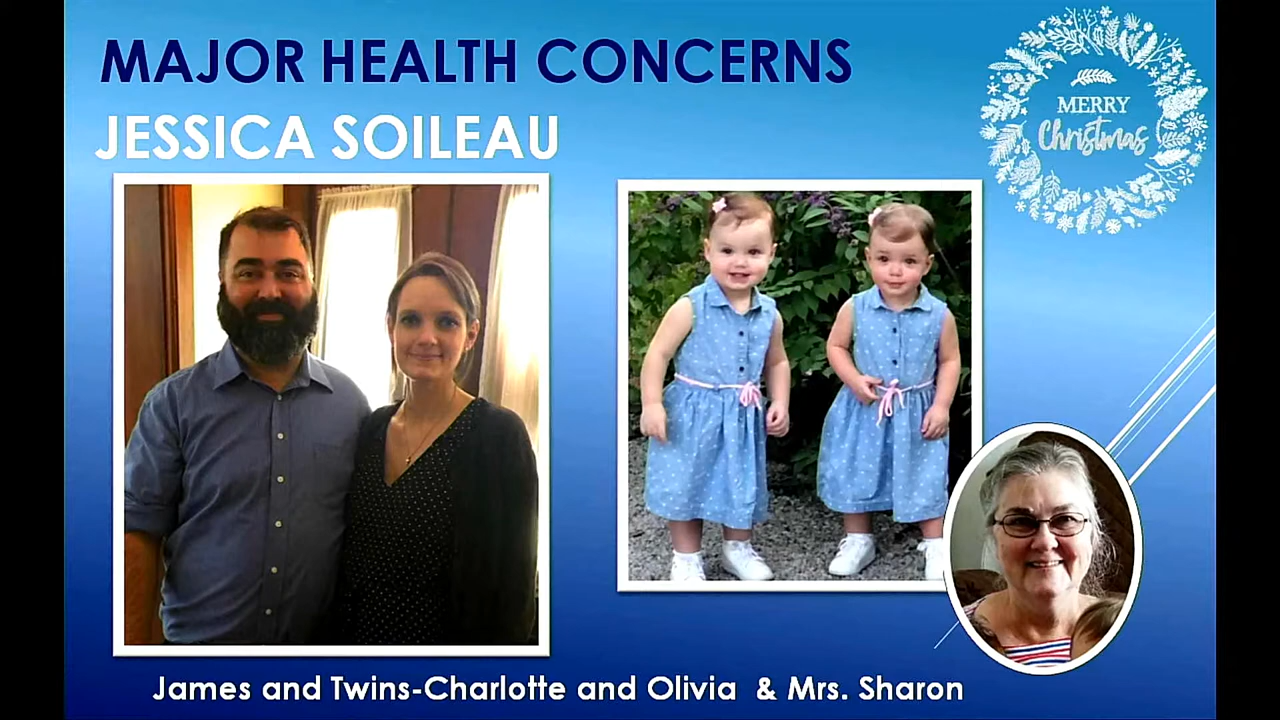 MAJOR HEALTH CONCERNS
JESSICA SOILEAU
MERRY
Christmas
James and Twins-Charlotte and Olivia & Mrs. Sharon